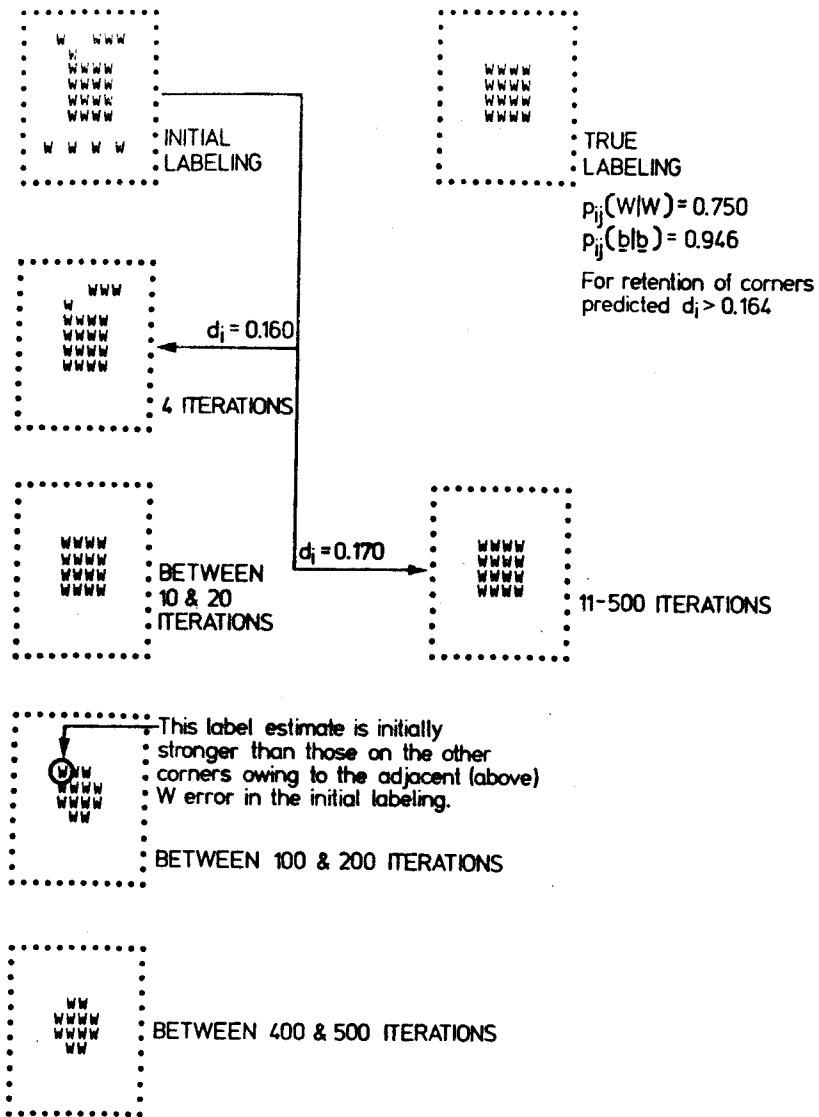 W WWW
W
WWWW
WWWW
WWWW
WWWW
W W W W
INITIAL
LABELING
WWWW
WWWW
WWWW
WWWW
TRUE
LABELING
pij(W|W) = 0.750
pij(b|b) = 0.946
For retention of corners
predicted di > 0.164
WWW
W
WWWW
WWWW
WWWW
WWWW
di = 0.160
4 ITERATIONS
WWWW
WWWW
WWWW
WWWW
BETWEEN
10 & 20
ITERATIONS
di = 0.170
WWWW
WWWW
WWWW
WWWW
11-500 ITERATIONS
This label estimate is initially
stronger than those on the other
corners owing to the adjacent (above)
W error in the initial labeling.
WWW
WWWW
WWWW
WW
BETWEEN 100 & 200 ITERATIONS
WW
WWWW
WWWW
WW
BETWEEN 400 & 500 ITERATIONS